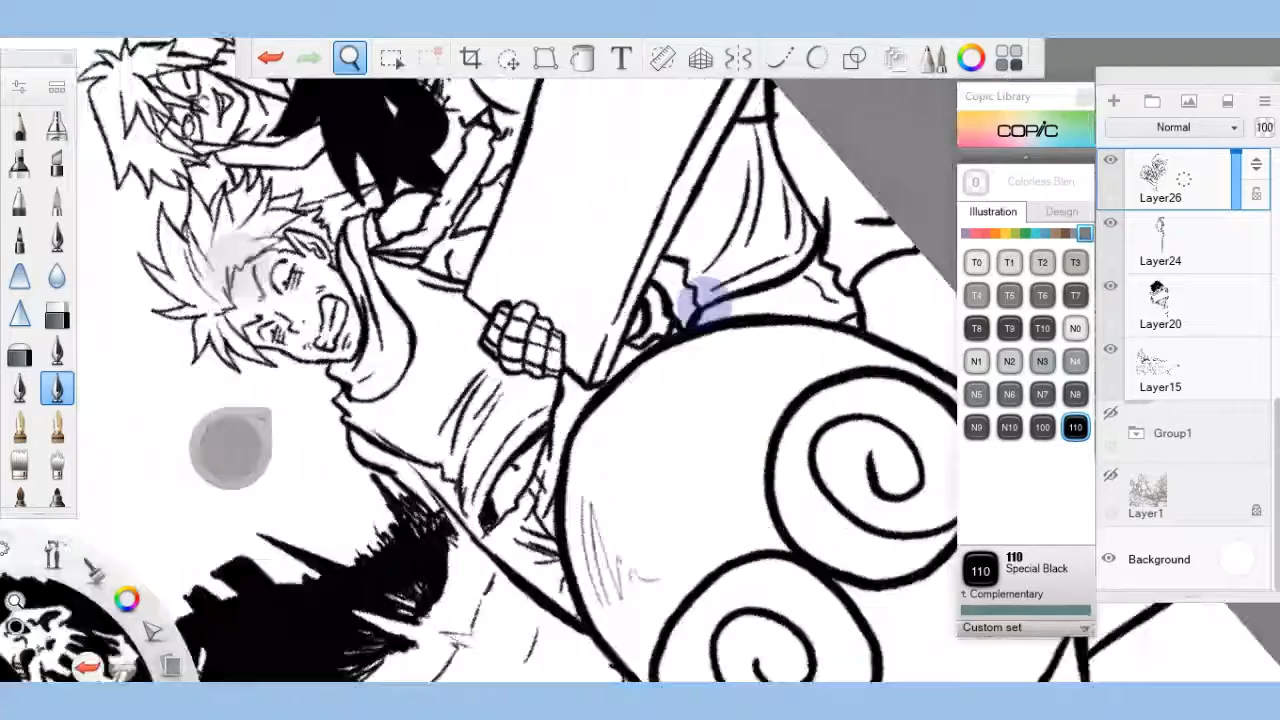 T
Copic Library
COPIC
0 Colorless Blen
Illustration Design
T0 T1 T2 T3
T4 T5 T6 T7
T8 T9 T10 N0
N1 N2 N3 N4
N5 N6 N7 N8
N9 N10 100 110
110 110
Special Black
Complementary
Custom set
Normal 100
Layer26
Layer24
Layer20
Layer15
Group1
Layer1
Background